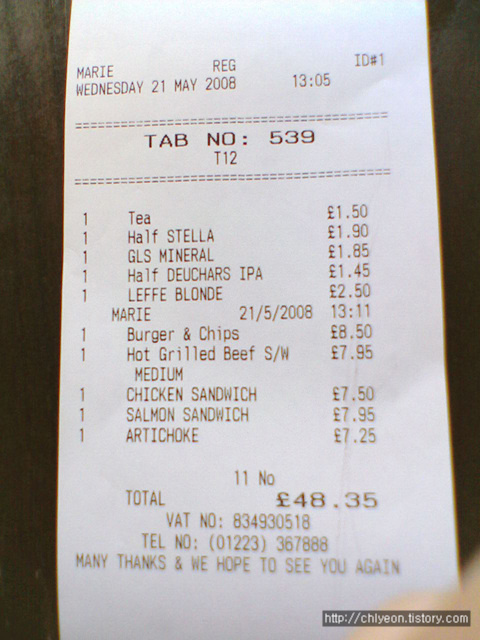 MARIE REG ID#1
WEDNESDAY 21 MAY 2008 13:05
================================================
TAB NO: 539
T12
================================================
1 Tea £1.50
1 Half STELLA £1.90
1 GLS MINERAL £1.85
1 Half DEUCHARS IPA £1.45
1 LEFFE BLONDE £2.50
MARIE 21/5/2008 13:11
1 Burger & Chips £8.50
1 Hot Grilled Beef S/W £7.95
MEDIUM
1 CHICKEN SANDWICH £7.50
1 SALMON SANDWICH £7.95
1 ARTICHOKE £7.25
11 No
TOTAL £48.35
VAT NO: 834930518
TEL NO: (01223) 367888
MANY THANKS & WE HOPE TO SEE YOU AGAIN
http://chlyeon.tistory.com